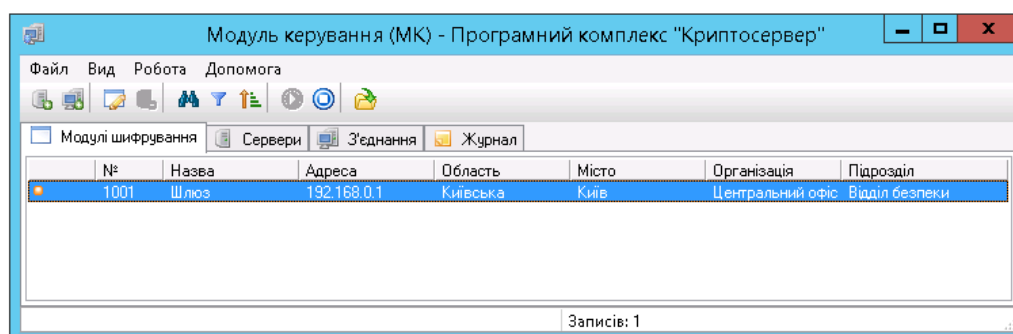 Модуль керування (МК) - Програмний комплекс "Криптосервер"
Файл Вид Робота Допомога
Модулі шифрування Сервери З'єднання Журнал
№ Назва Адреса Область Місто Організація Підрозділ
1001 Шлюз 192.168.0.1 Київська Київ Центральний офіс Відділ безпеки
Записів: 1